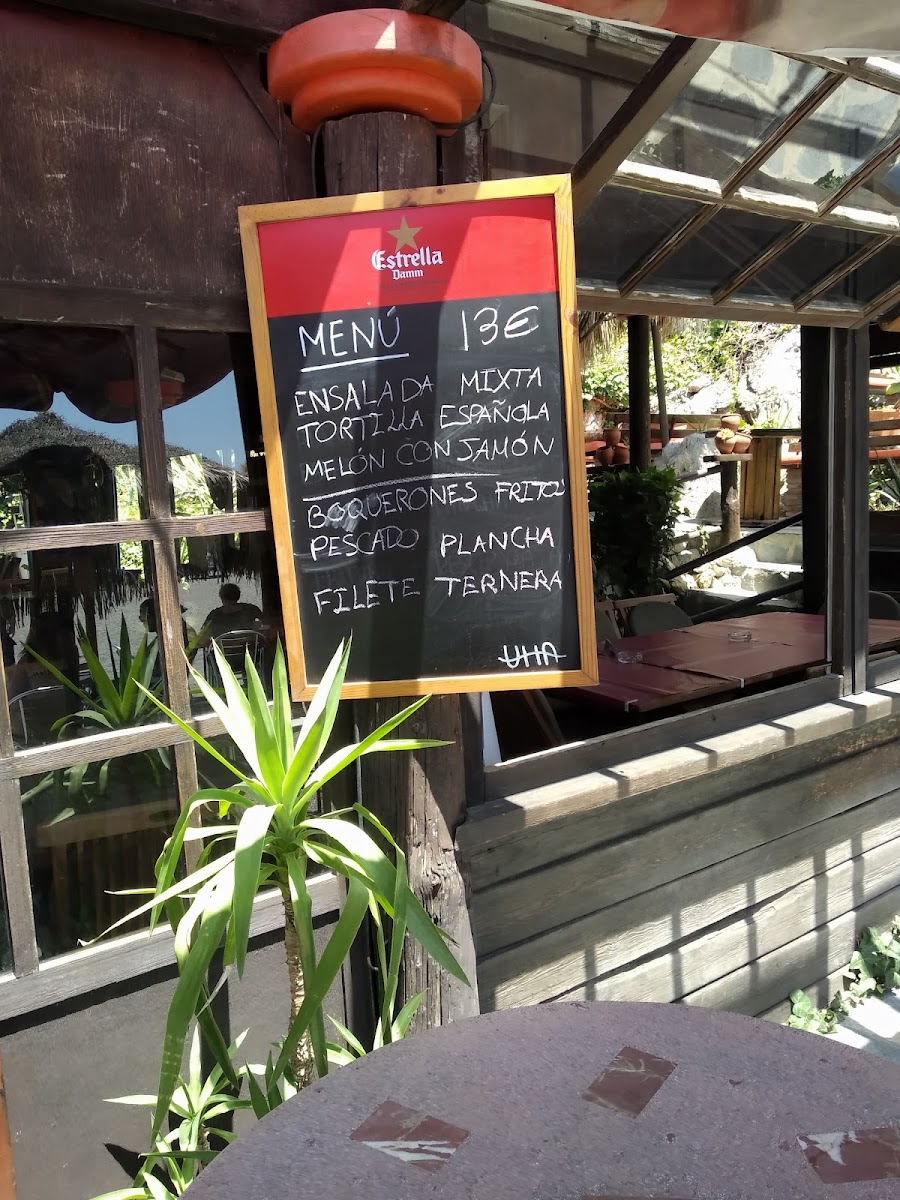 Estrella
Damm
MENÚ 13€
ENSALADA MIXTA
TORTILLA ESPAÑOLA
MELÓN CON JAMÓN
BOQUERONES FRITOS
PESCADO PLANCHA
FILETE TERNERA